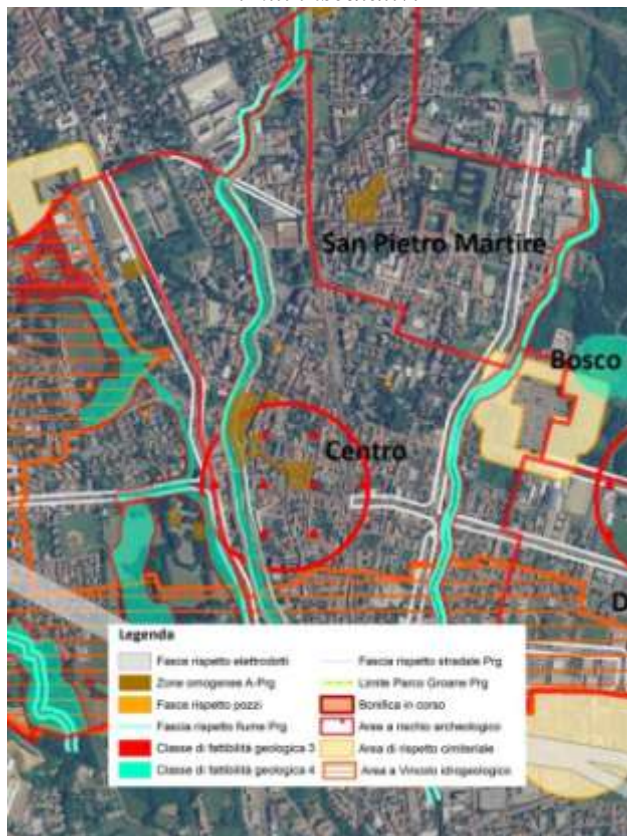 San Pietro Martire
Bosco
Centro
D
Legenda
Fasce rispetto elettrodotti
Zone omogenee A-Prg
Fasce rispetto pozzi
Fascia rispetto fiume Prg
Classe di fattibilità geologica 3
Classe di fattibilità geologica 4
Fascia rispetto stradale Prg
Limite Parco Groane Prg
Bonifica in corso
Area a rischio archeologico
Area di rispetto cimiteriale
Area a Vincolo idrogeologico